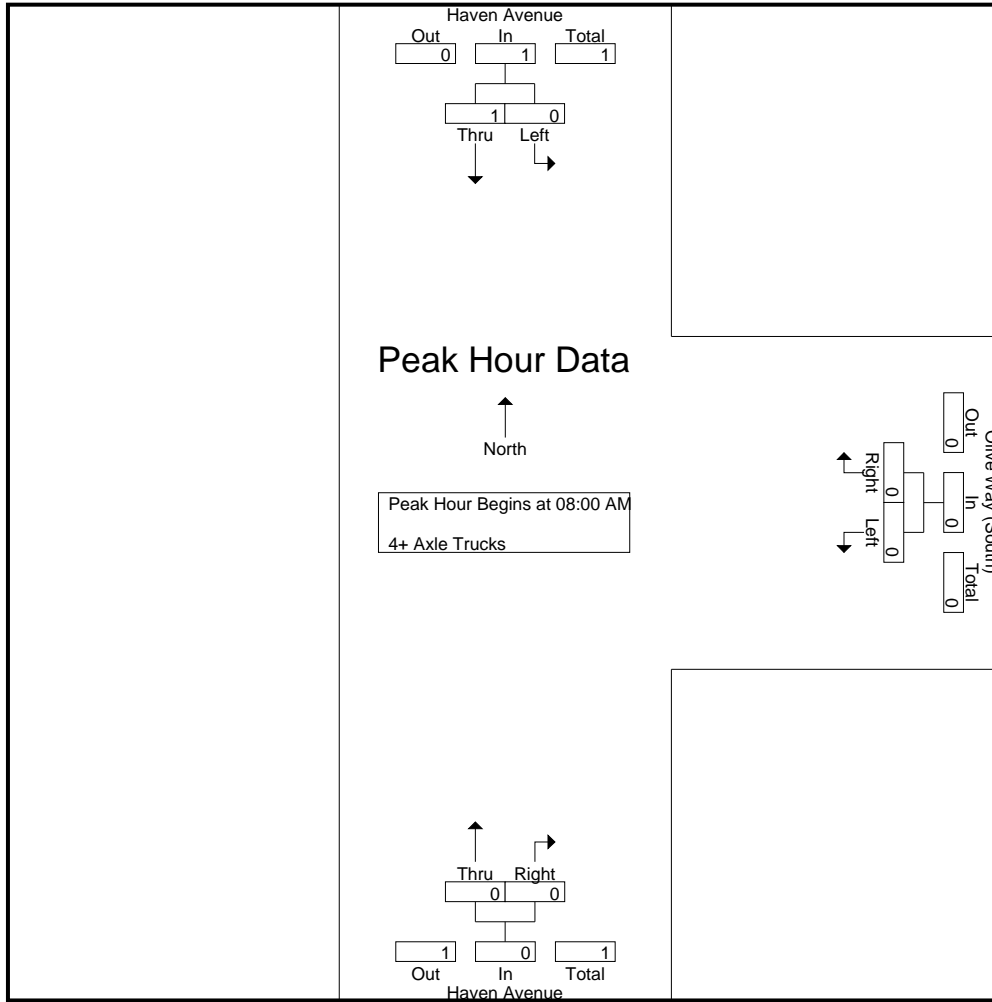 Haven Avenue
Out In Total
0 1 1
1 0
Thru Left
Peak Hour Data
North
Peak Hour Begins at 08:00 AM
4+ Axle Trucks
Right Left
0 0
Out In Total
0 0 0
Way (South)
Thru Right
0 0
1 0 1
Out In Total
Haven Avenue